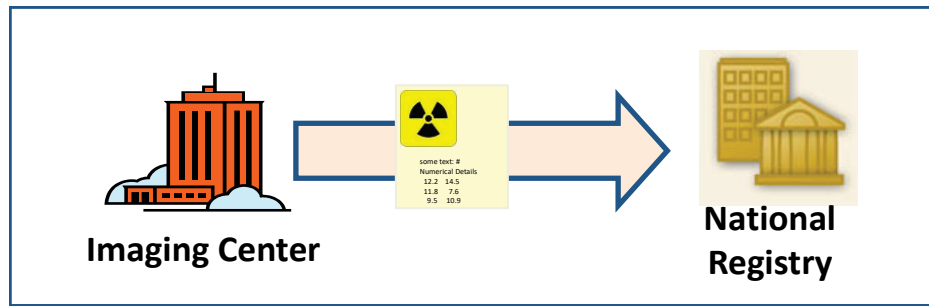 some text: #
Numerical Details
12.2 14.5
11.8 7.6
9.5 10.9
Imaging Center
National
Registry